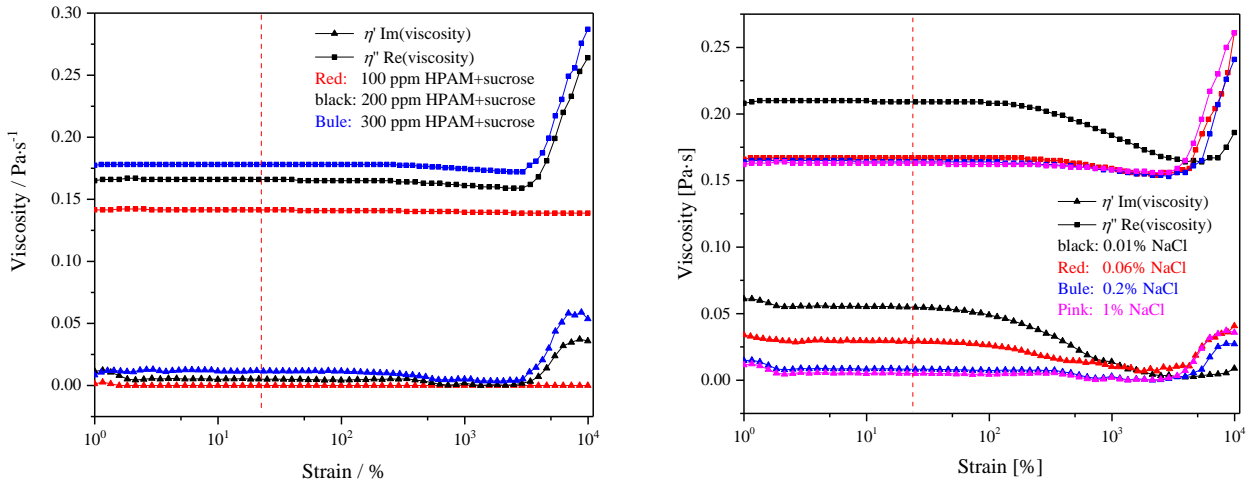 0.30
0.25
0.20
0.15
0.10
0.05
0.00
Viscosity / Pa·s⁻¹
η' Im(viscosity)
η'' Re(viscosity)
Red: 100 ppm HPAM+sucrose
black: 200 ppm HPAM+sucrose
Bule: 300 ppm HPAM+sucrose
10⁰ 10¹ 10² 10³ 10⁴
Strain / %
0.25
0.20
0.15
0.10
0.05
0.00
Viscosity [Pa·s]
η' Im(viscosity)
η'' Re(viscosity)
black: 0.01% NaCl
Red: 0.06% NaCl
Bule: 0.2% NaCl
Pink: 1% NaCl
10⁰ 10¹ 10² 10³ 10⁴
Strain [%]